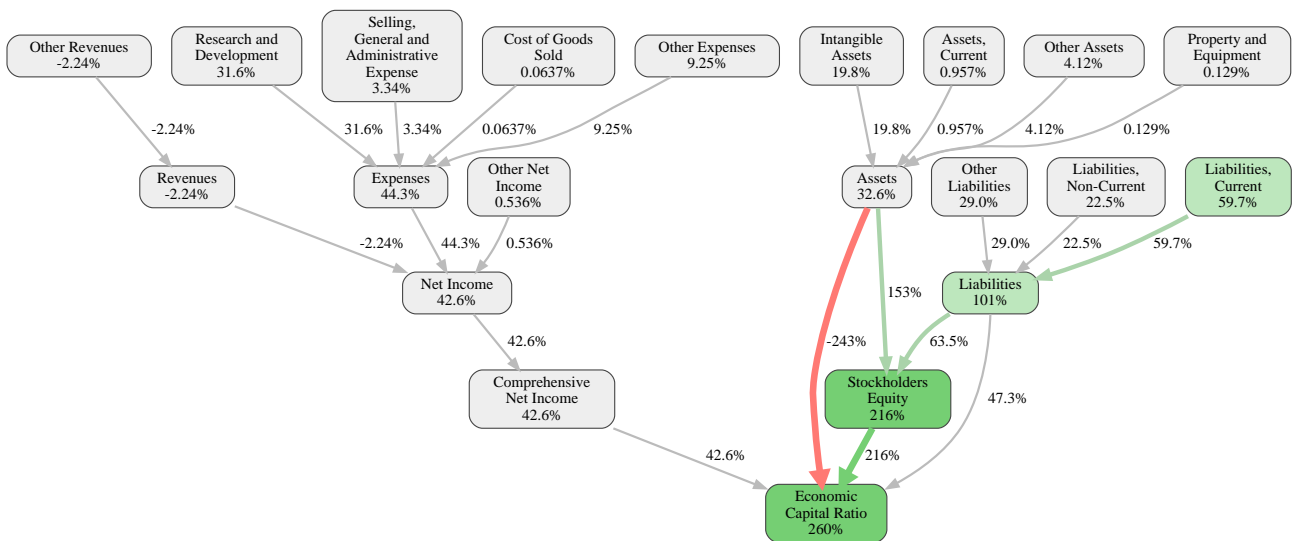 Other Revenues
-2.24%
Research and
Development
31.6%
Selling,
General and
Administrative
Expense
3.34%
Cost of Goods
Sold
0.0637%
Other Expenses
9.25%
Intangible
Assets
19.8%
Assets,
Current
0.957%
Other Assets
4.12%
Property and
Equipment
0.129%
-2.24%
31.6%
3.34%
0.0637%
9.25%
19.8%
0.957%
4.12%
0.129%
Revenues
-2.24%
Expenses
44.3%
Other Net
Income
0.536%
Assets
32.6%
Other
Liabilities
29.0%
Liabilities,
Non-Current
22.5%
Liabilities,
Current
59.7%
-2.24%
44.3%
0.536%
29.0%
22.5%
59.7%
Net Income
42.6%
153%
Liabilities
101%
42.6%
-243%
63.5%
Comprehensive
Net Income
42.6%
Stockholders
Equity
216%
47.3%
42.6%
216%
Economic
Capital Ratio
260%